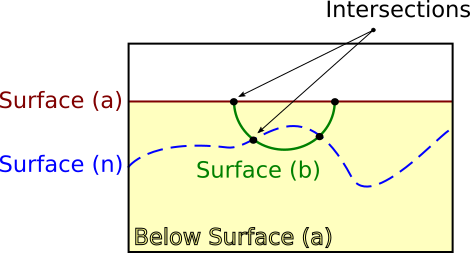 Intersections
Surface (a)
Surface (n)
Surface (b)
Below Surface (a)